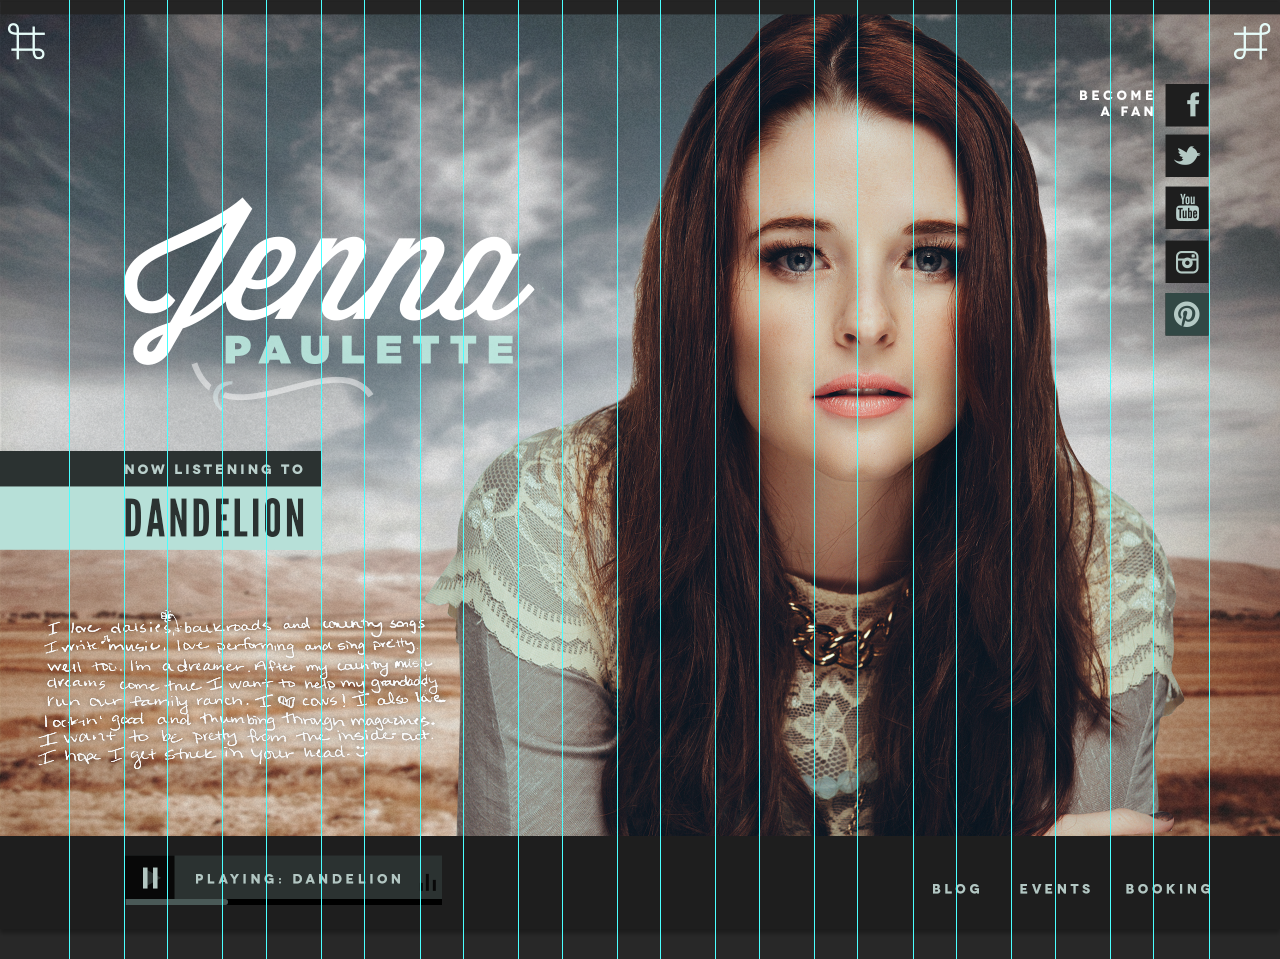 BECOME
A FAN
f
You
Tube
Jenna
PAULETTE
NOW LISTENING TO
DANDELION
I love daisies, backroads and country songs
I write music, love performing and sing pretty
well too. I'm a dreamer. After my country music
dreams come true I want to help my grandaddy
run our family ranch. I cows! I also love
lookin' good and thumbing through magazines.
I want to be pretty from the inside out.
I hope I get stuck in your head. :)
PLAYING: DANDELION
BLOG EVENTS BOOKING